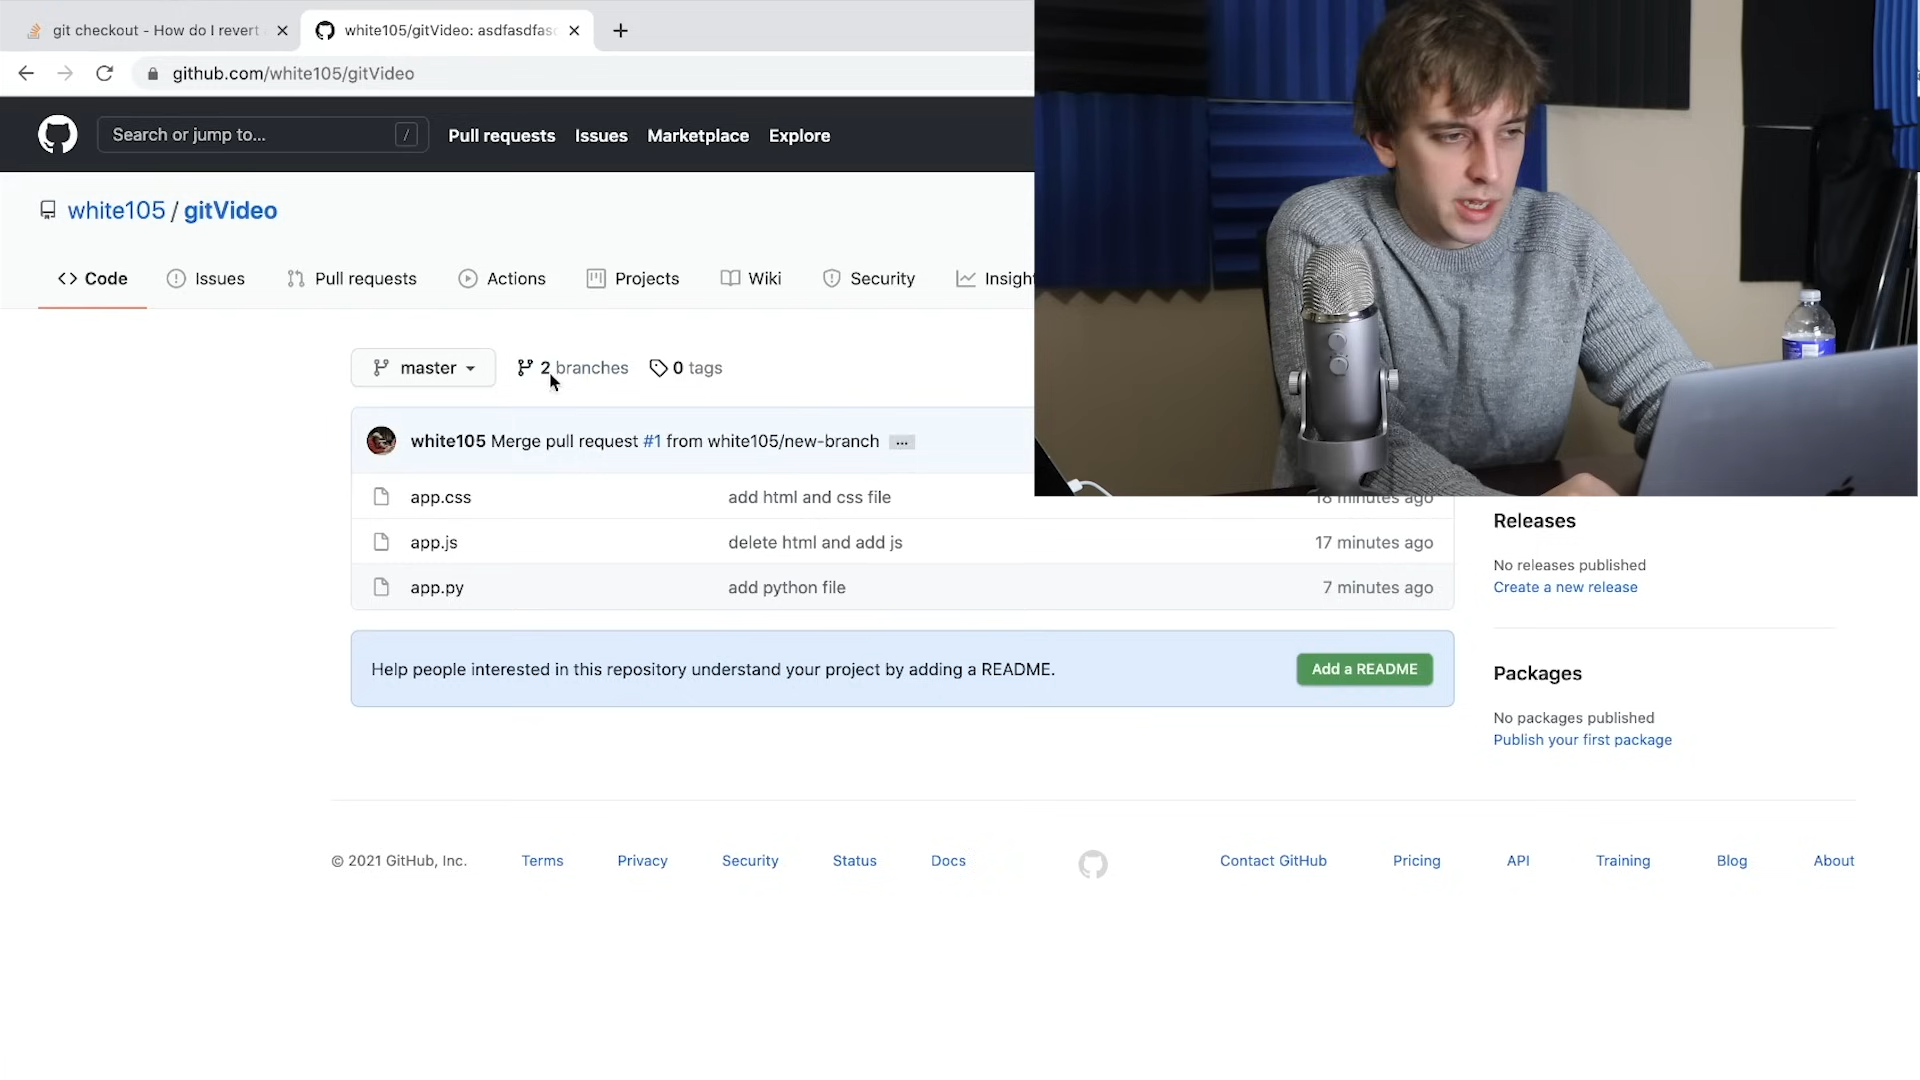 git checkout - How do I revert
white105/gitVideo: asdfasdfasc
github.com/white105/gitVideo
Search or jump to...
/
Pull requests
Issues
Marketplace
Explore
white105 / gitVideo
Code
Issues
Pull requests
Actions
Projects
Wiki
Security
Insigh
master
2 branches
0 tags
white105 Merge pull request #1 from white105/new-branch ...
app.css add html and css file 18 minutes ago
app.js delete html and add js 17 minutes ago
app.py add python file 7 minutes ago
Help people interested in this repository understand your project by adding a README.
Add a README
Releases
No releases published
Create a new release
Packages
No packages published
Publish your first package
© 2021 GitHub, Inc.
Terms
Privacy
Security
Status
Docs
Contact GitHub
Pricing
API
Training
Blog
About